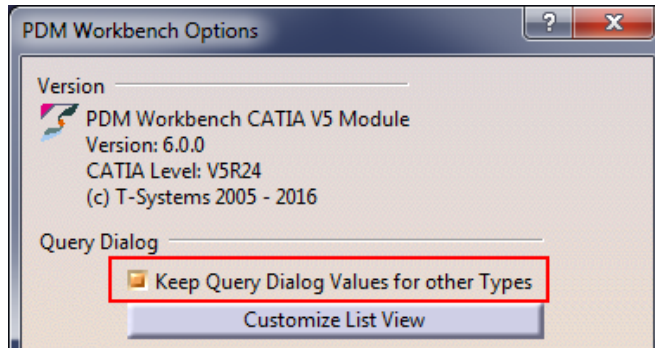 PDM Workbench Options
Version
PDM Workbench CATIA V5 Module
Version: 6.0.0
CATIA Level: V5R24
(c) T-Systems 2005 - 2016
Query Dialog
Keep Query Dialog Values for other Types
Customize List View